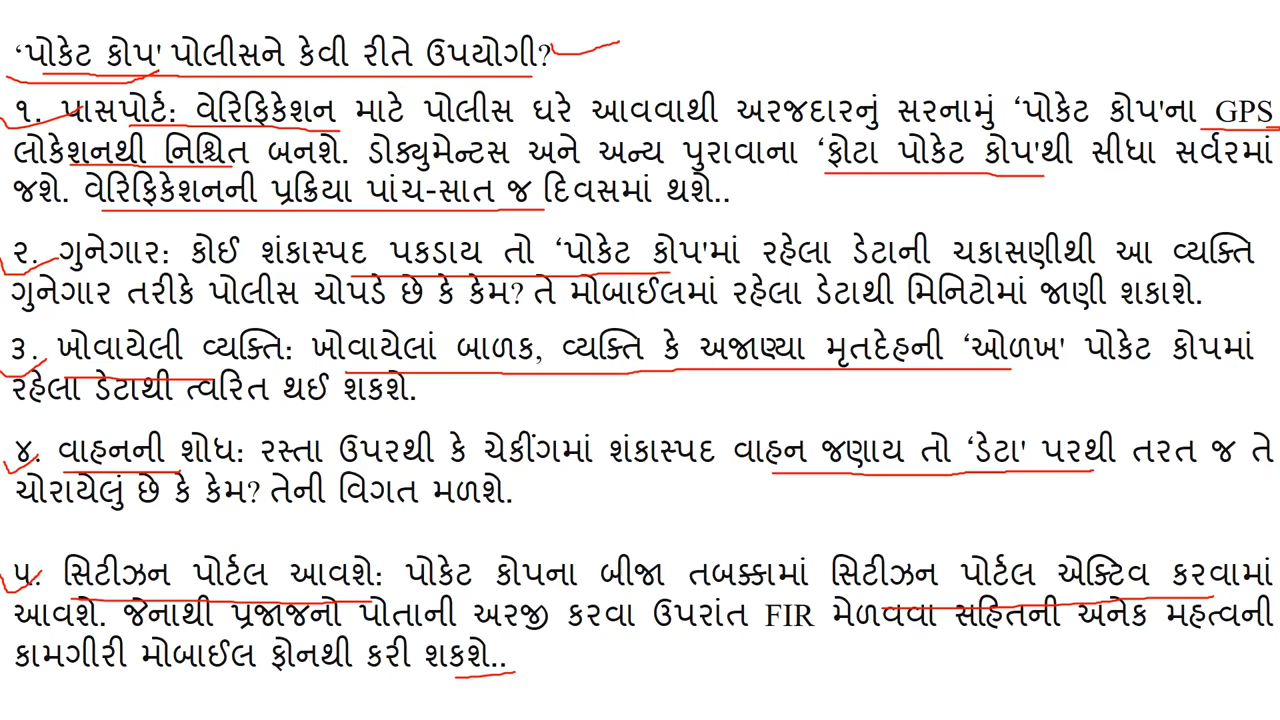 ‘પોકેટ કોપ' પોલીસને કેવી રીતે ઉપયોગી?
૧. પાસપોર્ટ: વેરિફિકેશન માટે પોલીસ ઘરે આવવાથી અરજદારનું સરનામું ‘પોકેટ કોપ'ના GPS
લોકેશનથી નિશ્ચિત બનશે. ડોક્યુમેન્ટસ અને અન્ય પુરાવાના ‘ફોટા પોકેટ કોપ'થી સીધા સર્વરમાં
જશે. વેરિફિકેશનની પ્રક્રિયા પાંચ-સાત જ દિવસમાં થશે..
૨. ગુનેગાર: કોઈ શંકાસ્પદ પકડાય તો ‘પોકેટ કોપ'માં રહેલા ડેટાની ચકાસણીથી આ વ્યક્તિ
ગુનેગાર તરીકે પોલીસ ચોપડે છે કે કેમ? તે મોબાઈલમાં રહેલા ડેટાથી મિનિટોમાં જાણી શકાશે.
૩. ખોવાયેલી વ્યક્તિ: ખોવાયેલાં બાળક, વ્યક્તિ કે અજાણ્યા મૃતદેહની ‘ઓળખ' પોકેટ કોપમાં
રહેલા ડેટાથી ત્વરિત થઈ શકશે.
૪. વાહનની શોધ: રસ્તા ઉપરથી કે ચેકીંગમાં શંકાસ્પદ વાહન જણાય તો ‘ડેટા' પરથી તરત જ તે
ચોરાયેલું છે કે કેમ? તેની વિગત મળશે.
૫. સિટીઝન પોર્ટલ આવશે: પોકેટ કોપના બીજા તબક્કામાં સિટીઝન પોર્ટલ એક્ટિવ કરવામાં
આવશે. જેનાથી પ્રજાજનો પોતાની અરજી કરવા ઉપરાંત FIR મેળવવા સહિતની અનેક મહત્વની
કામગીરી મોબાઈલ ફોનથી કરી શકશે..